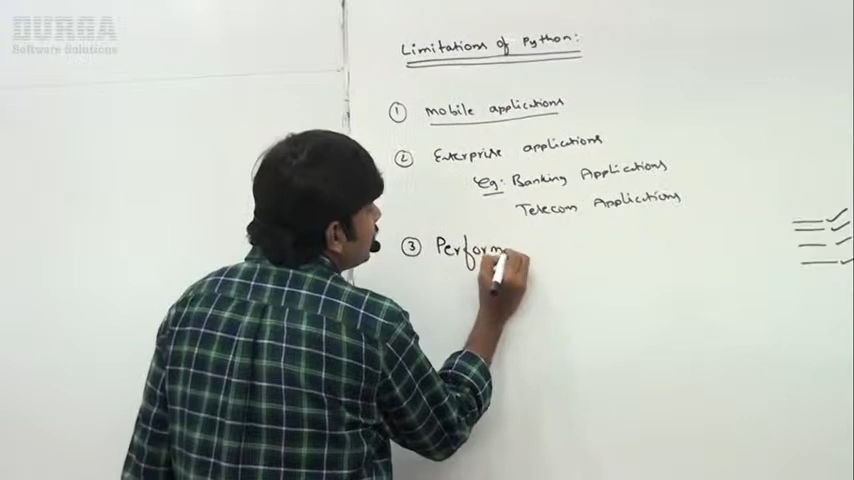 DURGA
Software Solutions
Limitations of Python:
① mobile applications
② Enterprise applications
Eg: Banking Applications
Telecom Applications
③ Perform